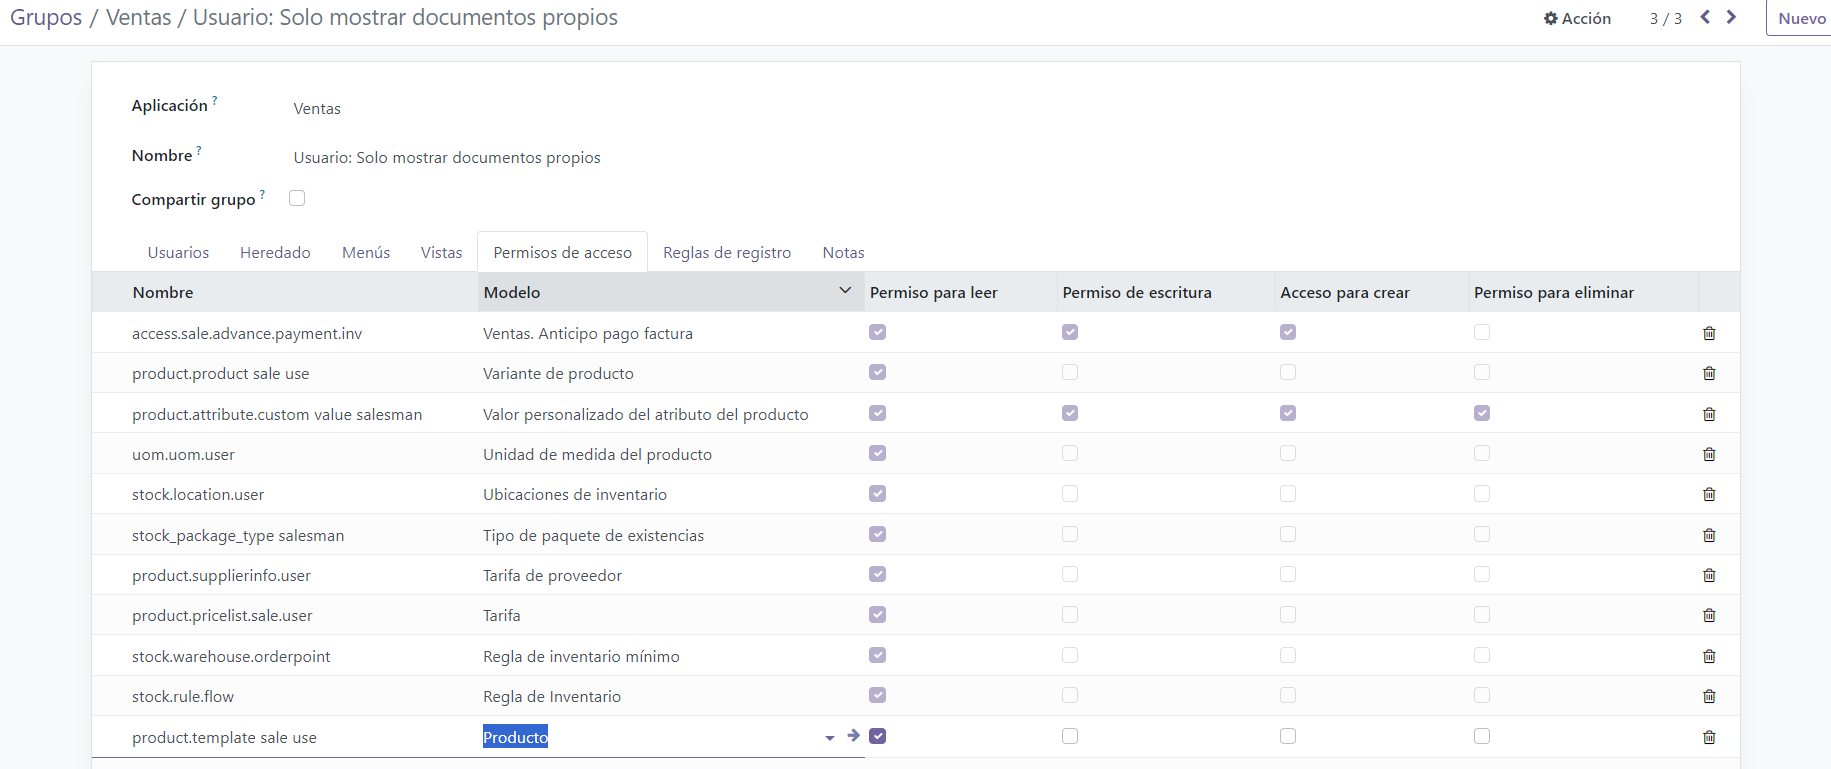 Grupos / Ventas / Usuario: Solo mostrar documentos propios
Acción 3 / 3 Nuevo
Aplicación ? Ventas
Nombre ? Usuario: Solo mostrar documentos propios
Compartir grupo ?
Usuarios Heredado Menús Vistas Permisos de acceso Reglas de registro Notas
Nombre Modelo Permiso para leer Permiso de escritura Acceso para crear Permiso para eliminar
access.sale.advance.payment.inv Ventas. Anticipo pago factura
product.product sale use Variante de producto
product.attribute.custom value salesman Valor personalizado del atributo del producto
uom.uom.user Unidad de medida del producto
stock.location.user Ubicaciones de inventario
stock_package_type salesman Tipo de paquete de existencias
product.supplierinfo.user Tarifa de proveedor
product.pricelist.sale.user Tarifa
stock.warehouse.orderpoint Regla de inventario mínimo
stock.rule.flow Regla de Inventario
product.template sale use Producto